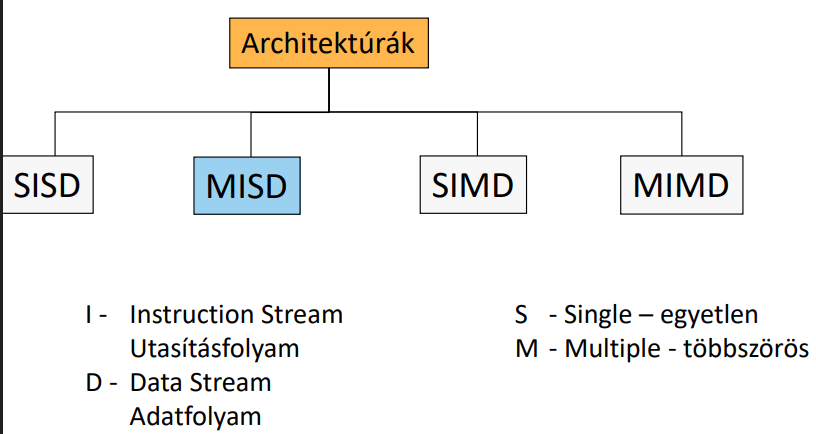 Architektúrák
SISD
MISD
SIMD
MIMD
I - Instruction Stream
Utasításfolyam
D - Data Stream
Adatfolyam
S - Single – egyetlen
M - Multiple - többszörös